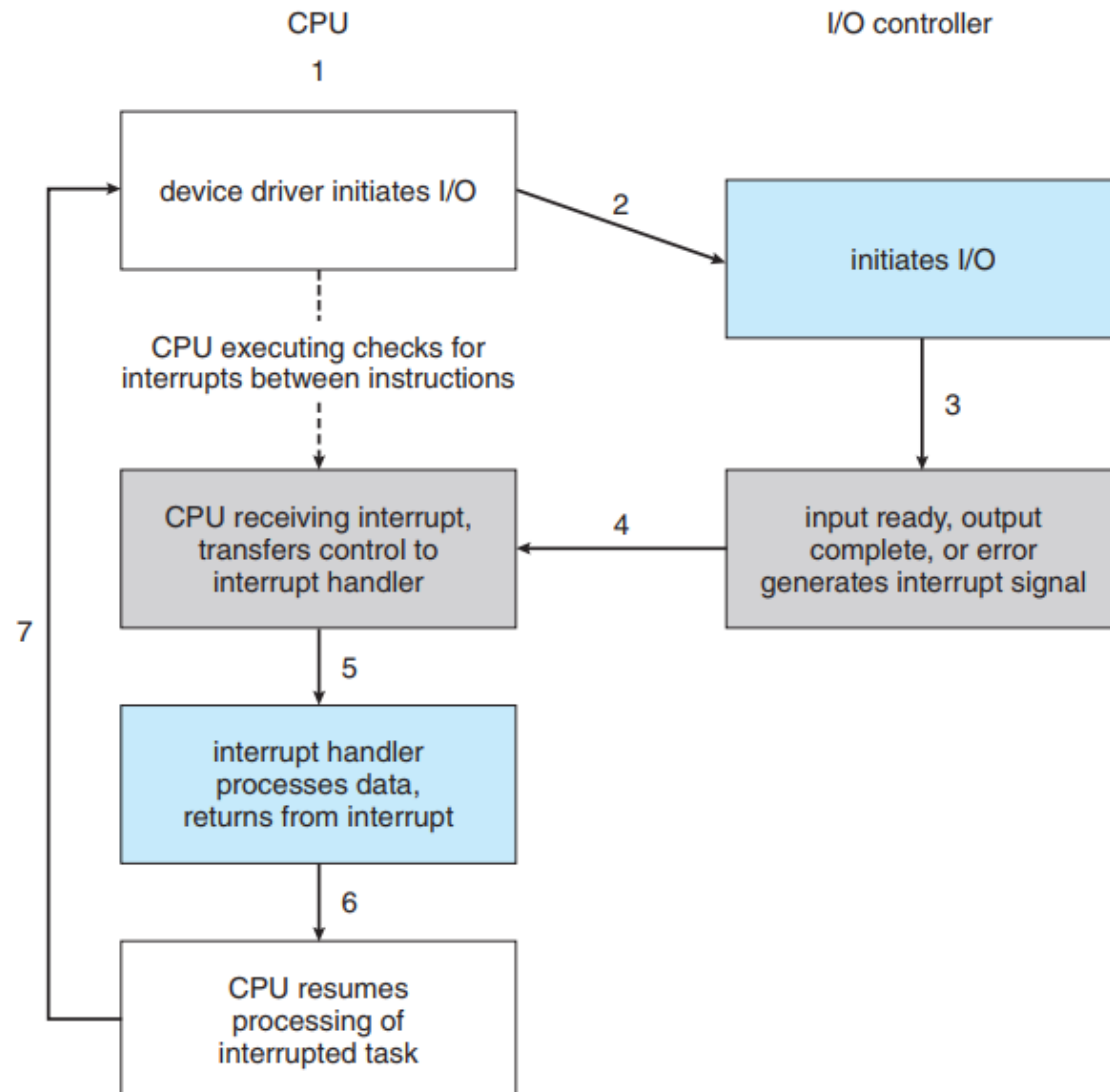 CPU
I/O controller
1
device driver initiates I/O
2
initiates I/O
CPU executing checks for
interrupts between instructions
3
CPU receiving interrupt,
transfers control to
interrupt handler
4
input ready, output
complete, or error
generates interrupt signal
7
5
interrupt handler
processes data,
returns from interrupt
6
CPU resumes
processing of
interrupted task